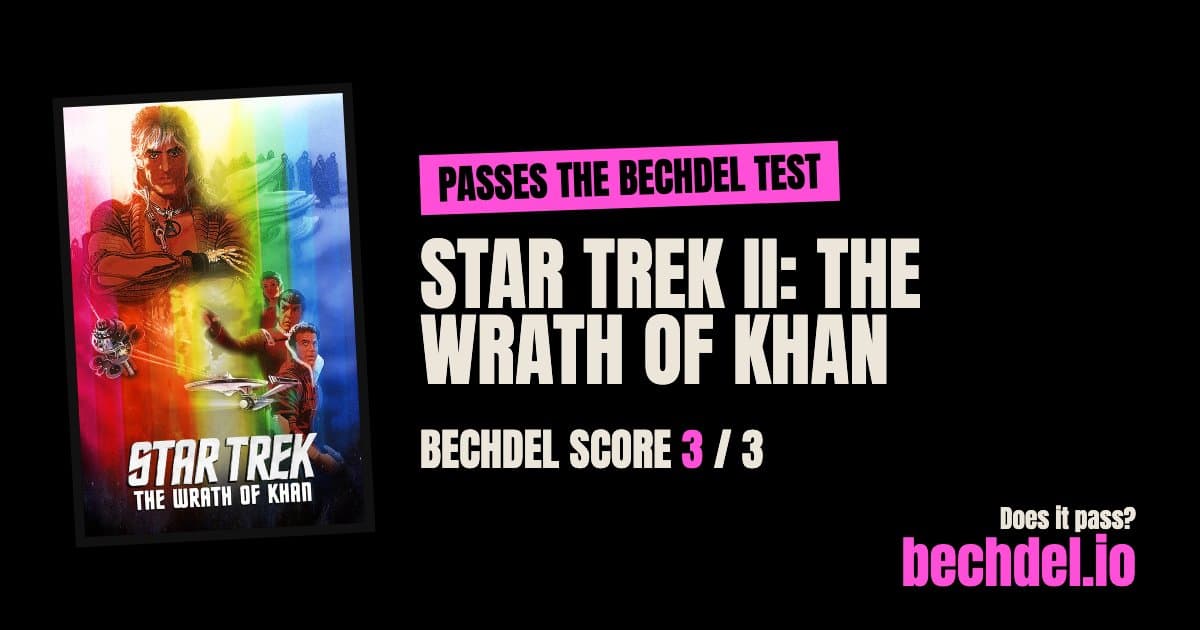 PASSES THE BECHDEL TEST
STAR TREK II: THE
WRATH OF KHAN
BECHDEL SCORE 3 / 3
STAR TREK
THE WRATH OF KHAN
Does it pass?
bechdel.io